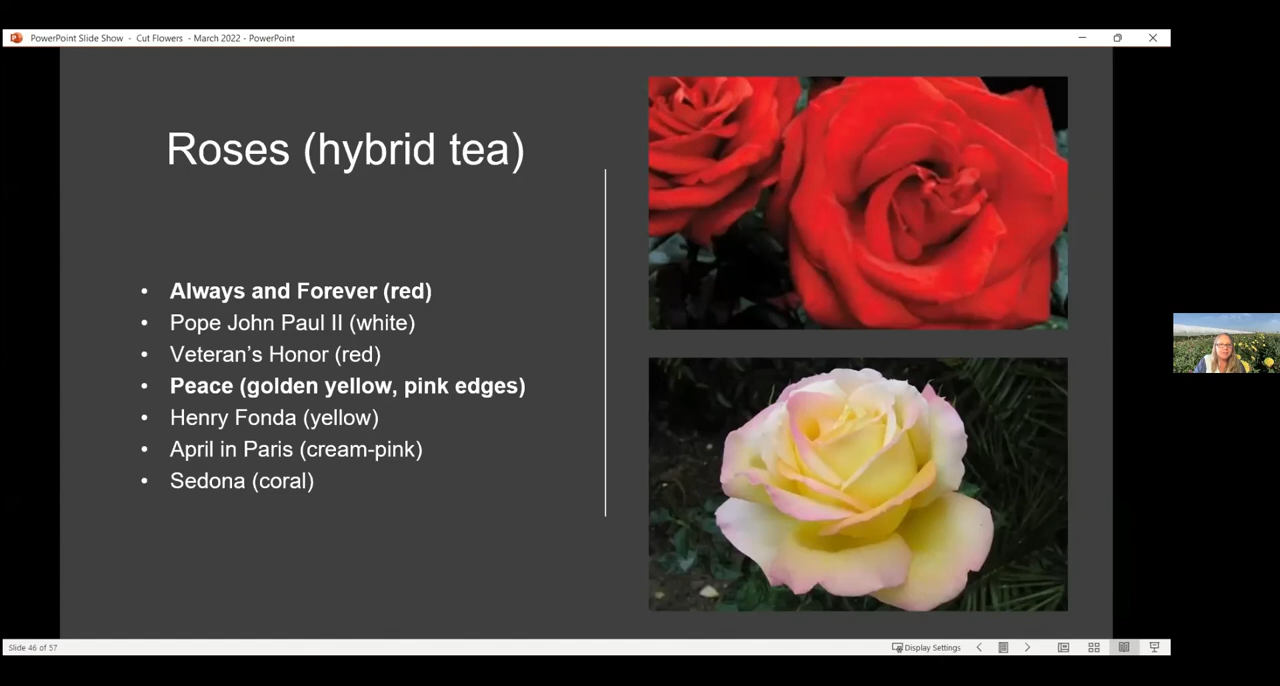 PowerPoint Slide Show - Cut Flowers - March 2022 - PowerPoint
Roses (hybrid tea)
• Always and Forever (red)
• Pope John Paul II (white)
• Veteran’s Honor (red)
• Peace (golden yellow, pink edges)
• Henry Fonda (yellow)
• April in Paris (cream-pink)
• Sedona (coral)
Slide 46 of 57
Display Settings